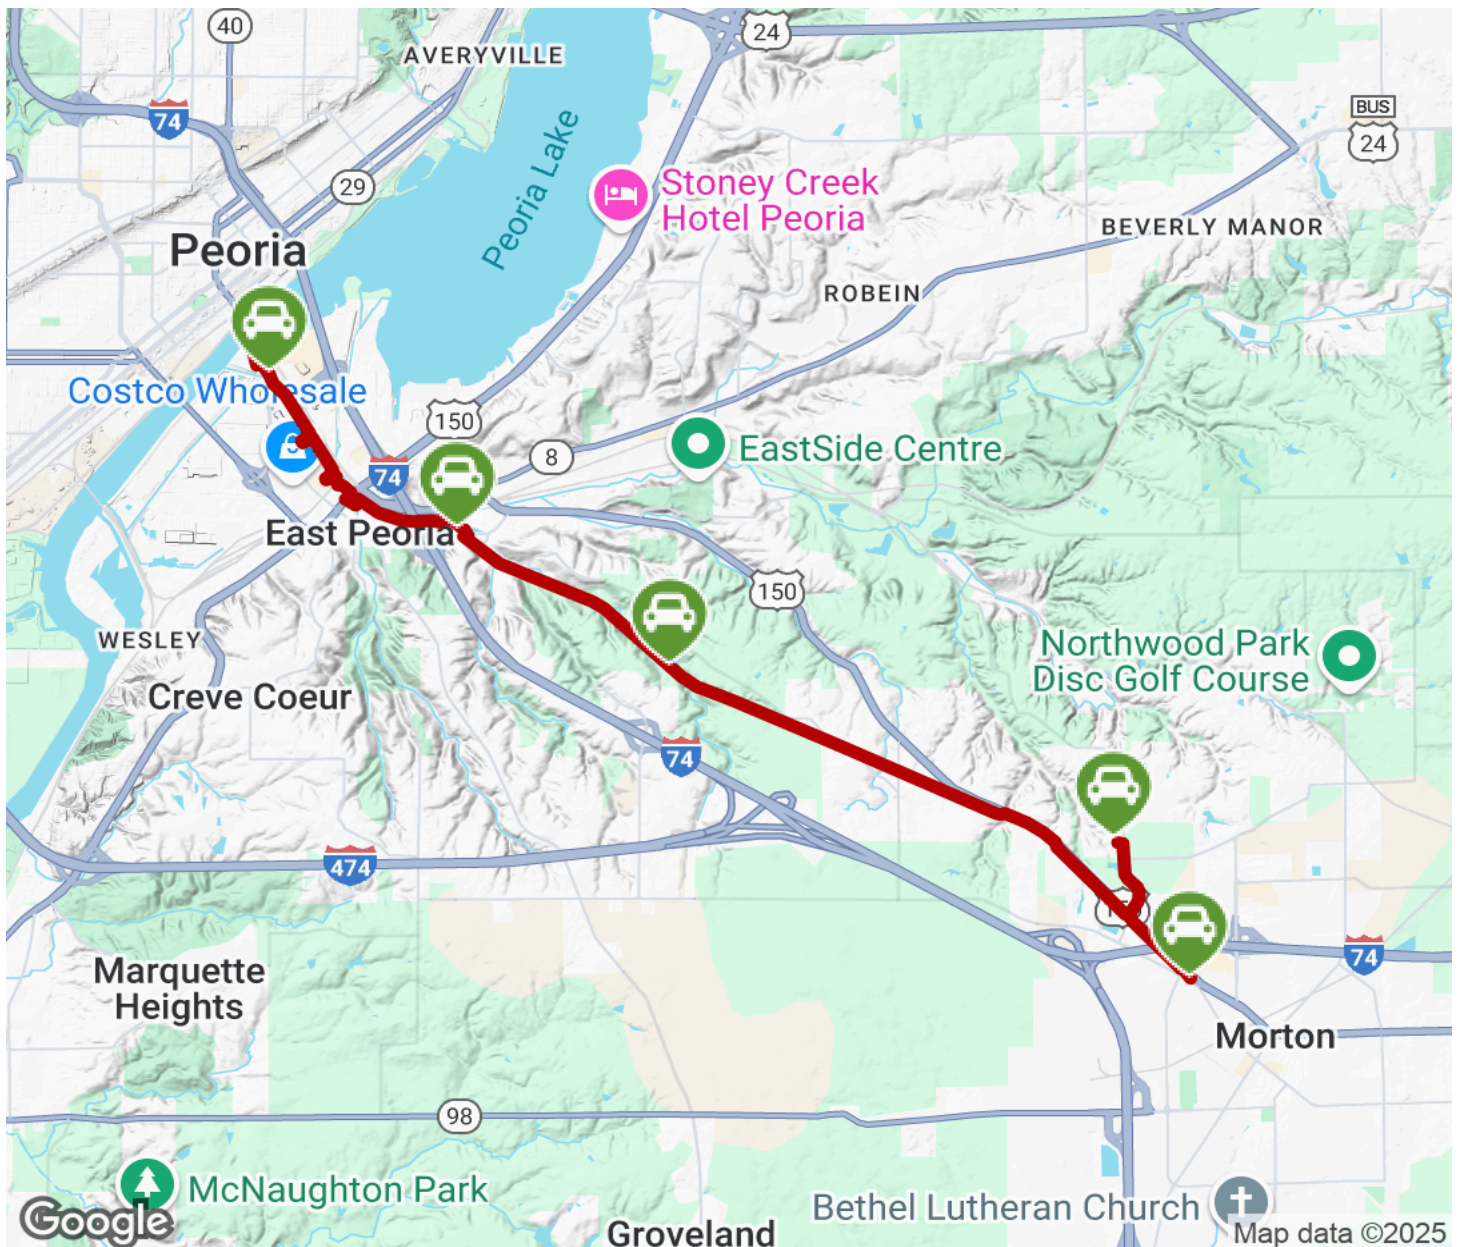 40
AVERYVILLE
24
74
BUS
24
29
Peoria Lake
Stoney Creek
Hotel Peoria
BEVERLY MANOR
Peoria
ROBEIN
Costco Wholesale
150
8
EastSide Centre
74
East Peoria
150
WESLEY
Northwood Park
Disc Golf Course
Creve Coeur
74
474
150
74
Marquette
Heights
Morton
98
McNaughton Park
Bethel Lutheran Church
Google
Groveland
Map data ©2025